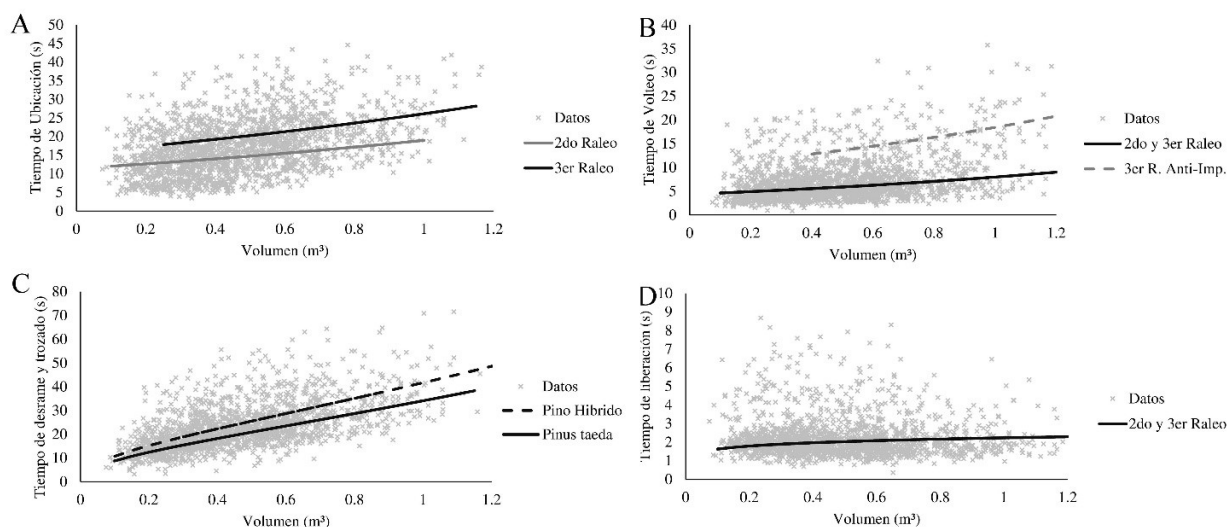 A
Tiempo de Ubicación (s)
50
45
40
35
30
25
20
15
10
5
0
0
0.2
0.4
0.6
0.8
1
1.2
Volumen (m³)
Datos
2do Raleo
3er Raleo
B
Tiempo de Volteo (s)
40
35
30
25
20
15
10
5
0
0
0.2
0.4
0.6
0.8
1
1.2
Volumen (m³)
Datos
2do y 3er Raleo
3er R. Anti-Imp.
C
Tiempo de desrame y trozado (s)
80
70
60
50
40
30
20
10
0
0
0.2
0.4
0.6
0.8
1
1.2
Volumen (m³)
Datos
Pino Hibrido
Pinus taeda
D
Tiempo de liberación (s)
10
9
8
7
6
5
4
3
2
1
0
0
0.2
0.4
0.6
0.8
1
1.2
Volumen (m³)
Datos
2do y 3er Raleo